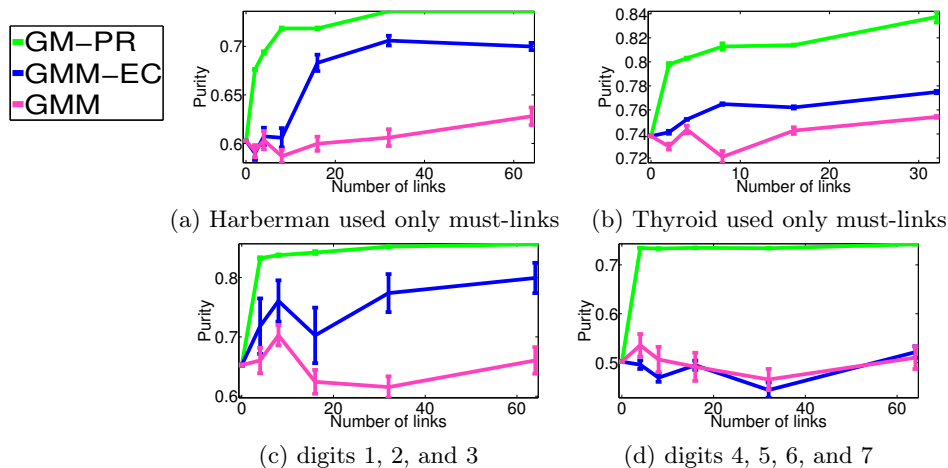 GM-PR
GMM-EC
GMM
Purity
0.7
0.65
0.6
0 20 40 60
Number of links
(a) Harberman used only must-links
Purity
0.84
0.82
0.8
0.78
0.76
0.74
0.72
0 10 20 30
Number of links
(b) Thyroid used only must-links
Purity
0.8
0.7
0.6
0 20 40 60
Number of links
(c) digits 1, 2, and 3
Purity
0.7
0.6
0.5
0 20 40 60
Number of links
(d) digits 4, 5, 6, and 7